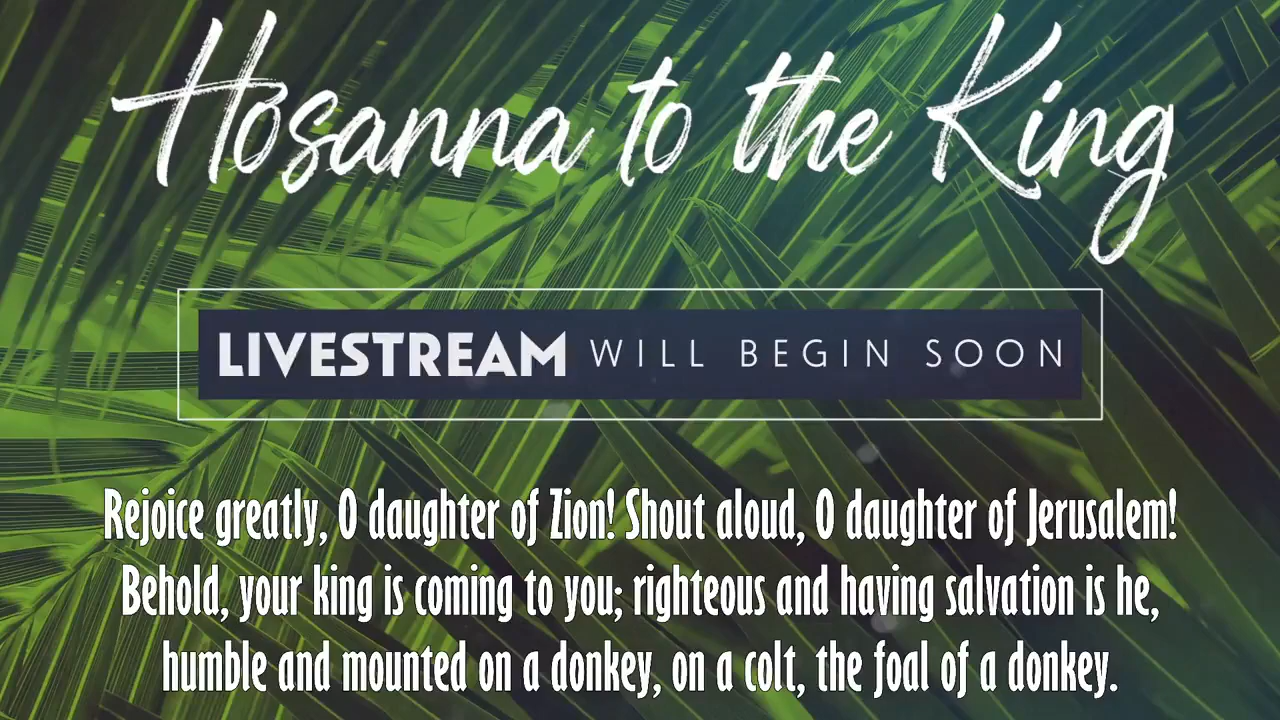 Hosanna to the King
LIVESTREAM WILL BEGIN SOON
Rejoice greatly, O daughter of Zion! Shout aloud, O daughter of Jerusalem!
Behold, your king is coming to you; righteous and having salvation is he,
humble and mounted on a donkey, on a colt, the foal of a donkey.